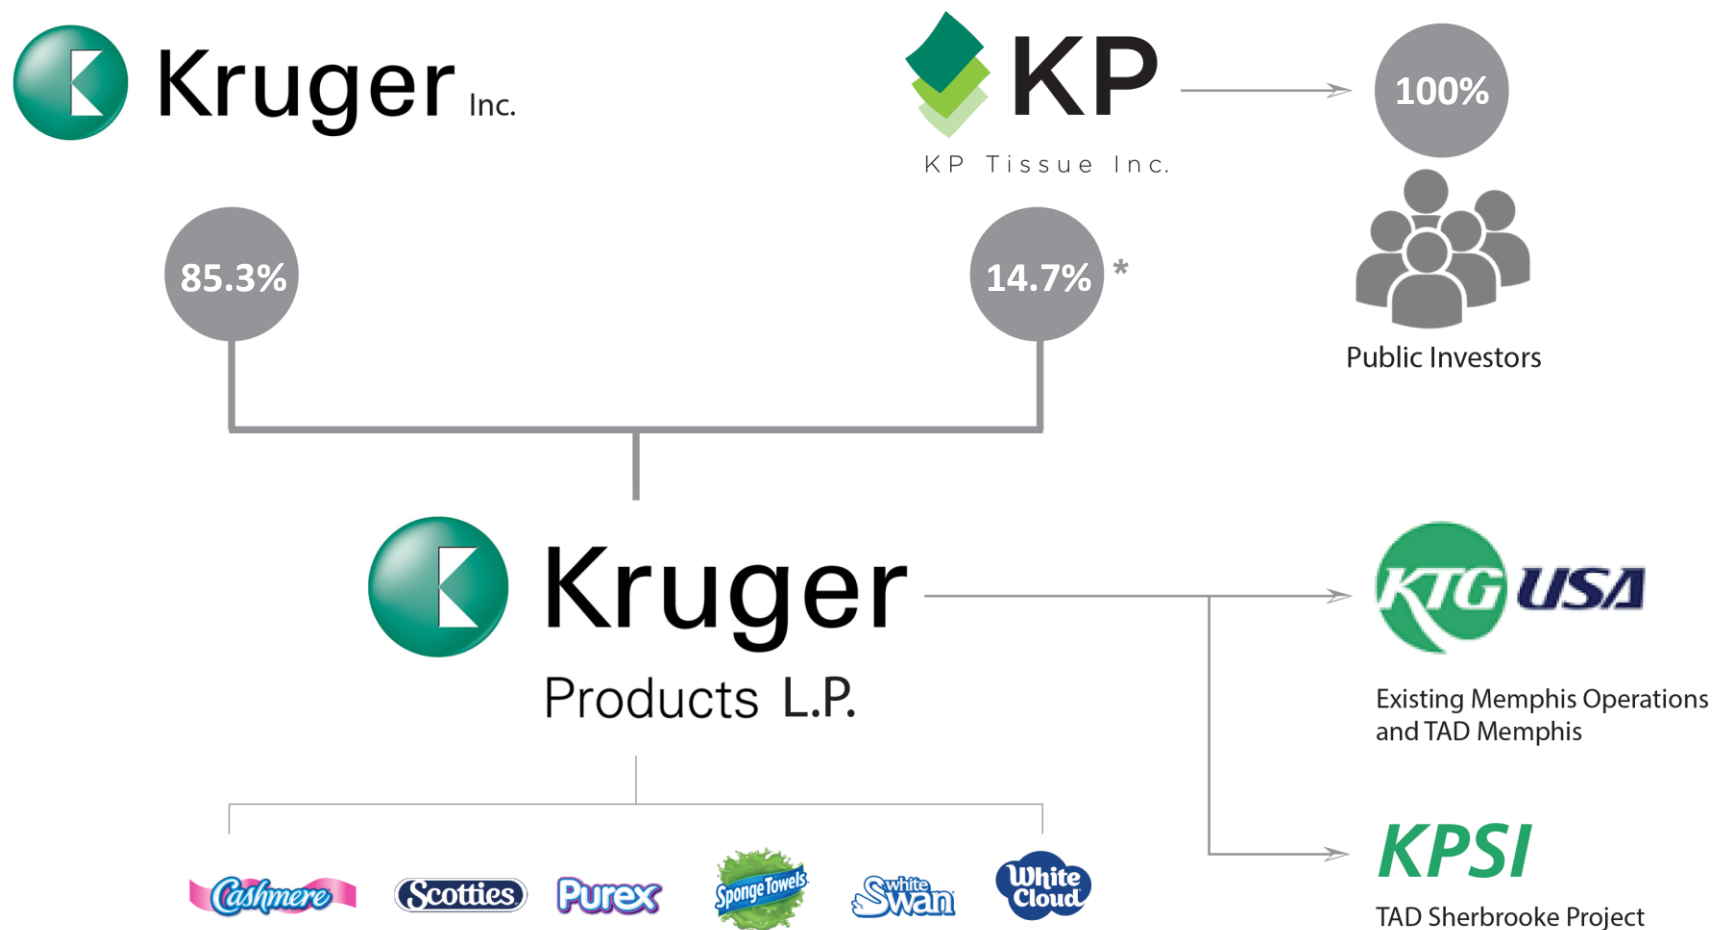 Kruger Inc.
KP
KP Tissue Inc.
100%
85.3%
14.7% *
Public Investors
Kruger
Products L.P.
KTG USA
Existing Memphis Operations
and TAD Memphis
KPSI
TAD Sherbrooke Project
Cashmere
Scotties
Purex
SpongeTowels
white
Swan
White
Cloud